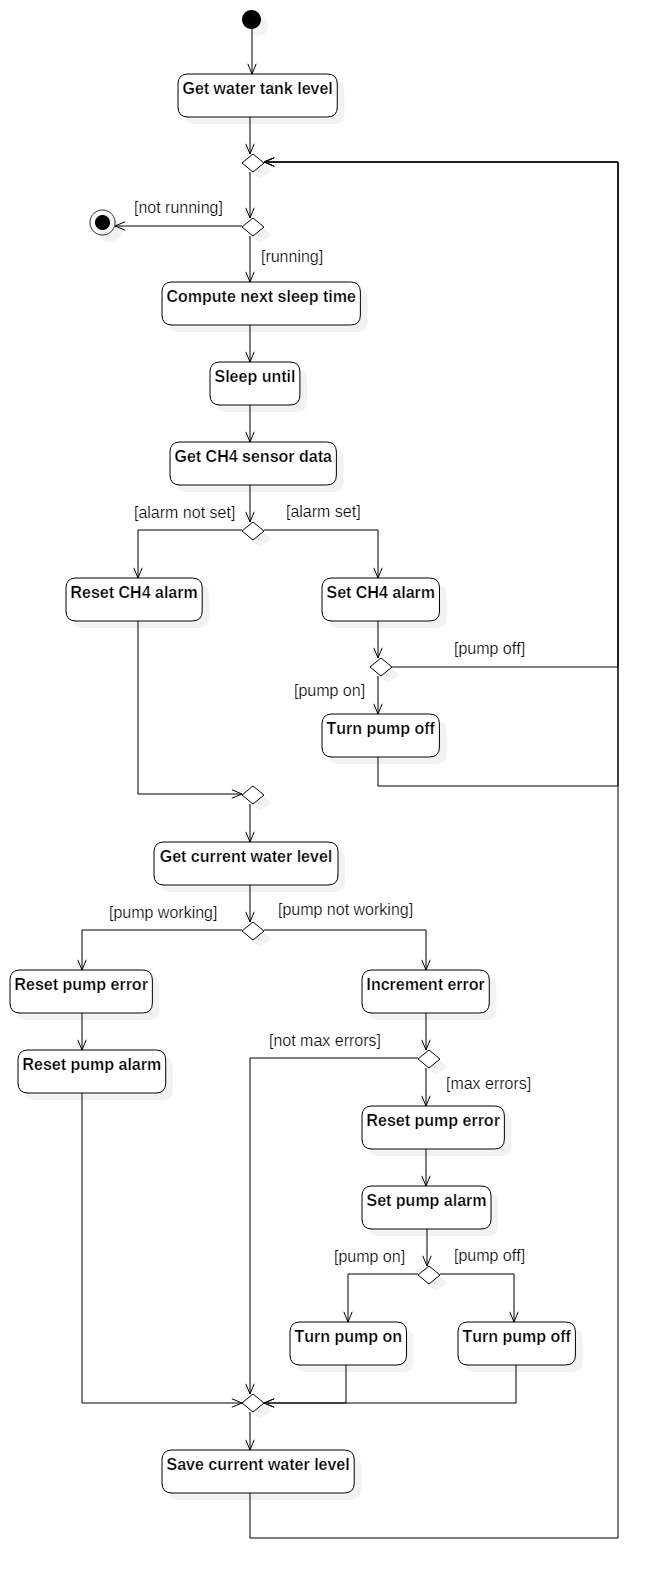 Get water tank level
[not running]
[running]
Compute next sleep time
Sleep until
Get CH4 sensor data
[alarm not set]
[alarm set]
Reset CH4 alarm
Set CH4 alarm
[pump off]
[pump on]
Turn pump off
Get current water level
[pump working]
[pump not working]
Reset pump error
Increment error
[not max errors]
Reset pump alarm
[max errors]
Reset pump error
Set pump alarm
[pump on]
[pump off]
Turn pump on
Turn pump off
Save current water level